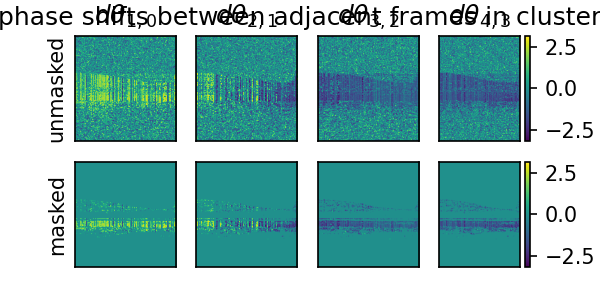 phase shifts between adjacent frames in cluster
dθ1,0 dθ2,1 dθ3,2 dθ4,3
unmasked
2.5
0.0
−2.5
masked
2.5
0.0
−2.5